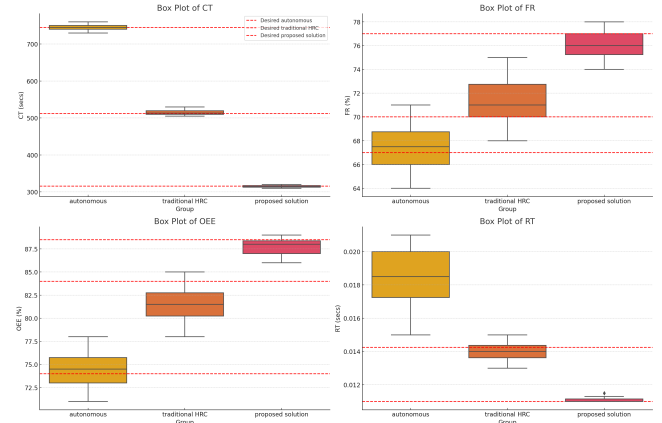 Box Plot of CT
Desired autonomous
Desired traditional HRC
Desired proposed solution
CT (secs)
700
600
500
400
300
autonomous
traditional HRC
proposed solution
Group
Box Plot of FR
FR (%)
78
76
74
72
70
68
66
64
autonomous
traditional HRC
proposed solution
Group
Box Plot of OEE
OEE (%)
87.5
85.0
82.5
80.0
77.5
75.0
72.5
autonomous
traditional HRC
proposed solution
Group
Box Plot of RT
RT (secs)
0.020
0.018
0.016
0.014
0.012
autonomous
traditional HRC
proposed solution
Group